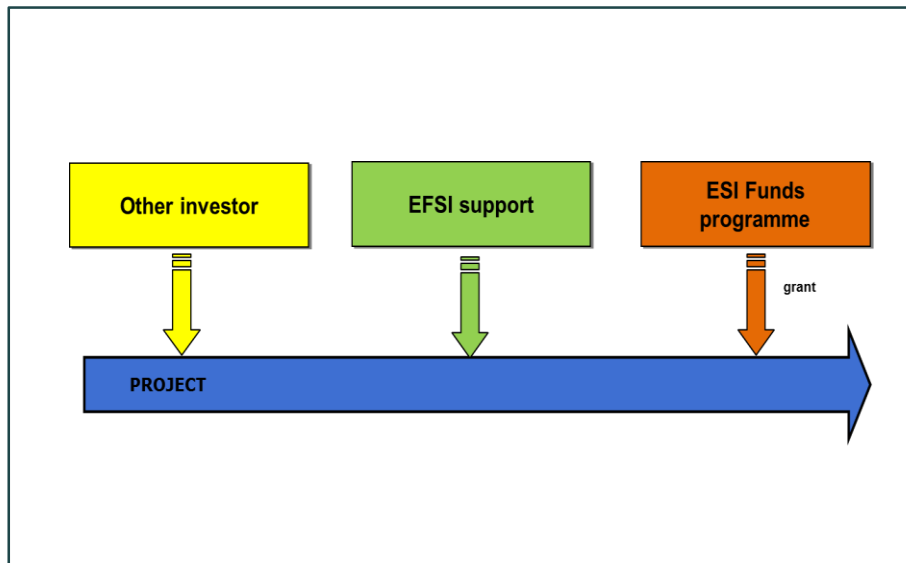 Other investor
EFSI support
ESI Funds
programme
grant
PROJECT